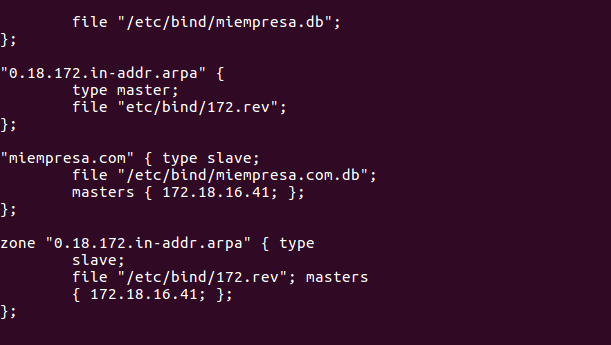 file "/etc/bind/miempresa.db";
};
"0.18.172.in-addr.arpa" {
type master;
file "etc/bind/172.rev";
};
"miempresa.com" { type slave;
file "/etc/bind/miempresa.com.db";
masters { 172.18.16.41; };
};
zone "0.18.172.in-addr.arpa" { type
slave;
file "/etc/bind/172.rev"; masters
{ 172.18.16.41; };
};